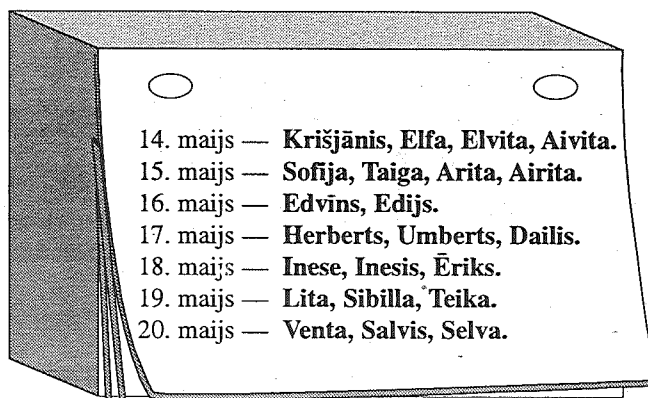 14. maijs — Krišjānis, Elfa, Elvita, Aivita.
15. maijs — Sofija, Taiga, Arita, Airita.
16. maijs — Edvīns, Edijs.
17. maijs — Herberts, Umberts, Dailis.
18. maijs — Inese, Inesis, Ēriks.
19. maijs — Lita, Sibilla, Teika.
20. maijs — Venta, Salvis, Selva.